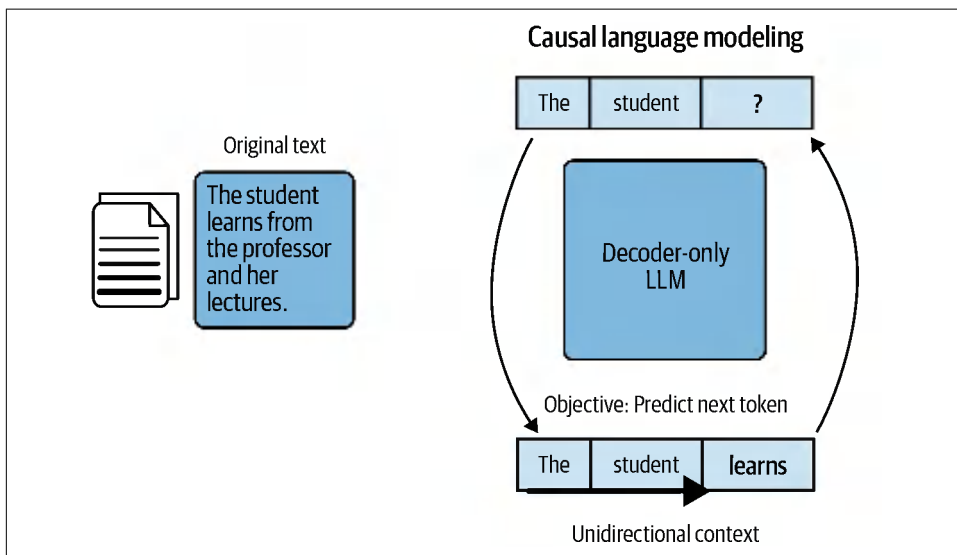 Causal language modeling
The student ?
Original text
The student
learns from
the professor
and her
lectures.
Decoder-only
LLM
Objective: Predict next token
The student learns
Unidirectional context